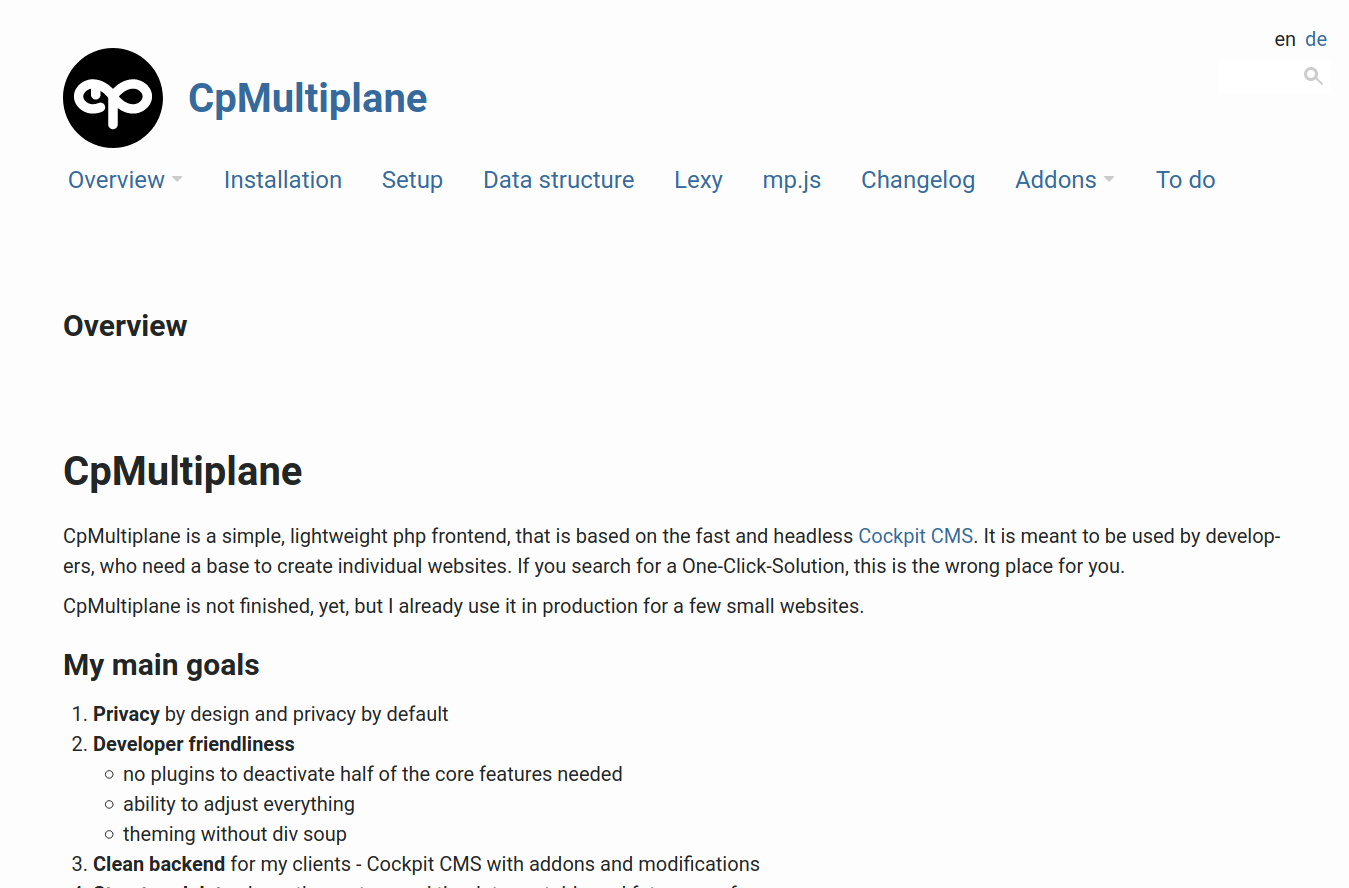 en de
CpMultiplane
Overview Installation Setup Data structure Lexy mp.js Changelog Addons To do
Overview
CpMultiplane
CpMultiplane is a simple, lightweight php frontend, that is based on the fast and headless Cockpit CMS. It is meant to be used by develop-
ers, who need a base to create individual websites. If you search for a One-Click-Solution, this is the wrong place for you.
CpMultiplane is not finished, yet, but I already use it in production for a few small websites.
My main goals
1. Privacy by design and privacy by default
2. Developer friendliness
no plugins to deactivate half of the core features needed
ability to adjust everything
theming without div soup
3. Clean backend for my clients - Cockpit CMS with addons and modifications